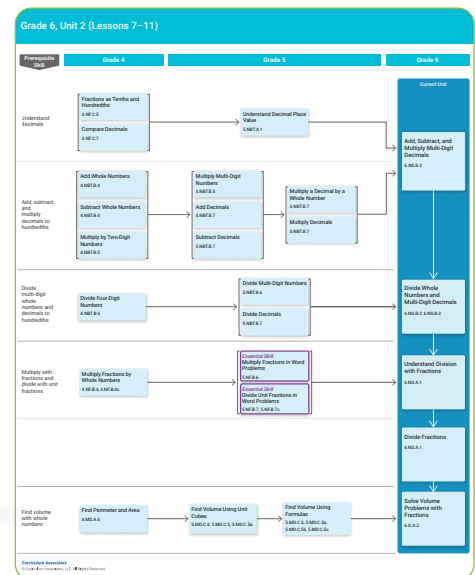 Grade 6, Unit 2 (Lessons 7–11)
Prerequisite
Skill
Grade 4
Grade 5
Grade 6
Current Unit
Understand
decimals
Fractions as Tenths and
Hundredths
4.NF.C.5
Compare Decimals
4.NF.C.7
Understand Decimal Place
Value
5.NBT.A.1
Add, Subtract, and
Multiply Multi-Digit
Decimals
6.NS.B.3
Add, subtract,
and
multiply
decimals to
hundredths
Add Whole Numbers
4.NBT.B.4
Subtract Whole Numbers
4.NBT.B.4
Multiply by Two-Digit
Numbers
4.NBT.B.5
Multiply Multi-Digit
Numbers
5.NBT.B.5
Add Decimals
5.NBT.B.7
Subtract Decimals
5.NBT.B.7
Multiply a Decimal by a
Whole Number
5.NBT.B.7
Multiply Decimals
5.NBT.B.7
Divide
multi-digit
whole
numbers and
decimals to
hundredths
Divide Four-Digit
Numbers
4.NBT.B.6
Divide Multi-Digit Numbers
5.NBT.B.6
Divide Decimals
5.NBT.B.7
Divide Whole
Numbers and
Multi-Digit Decimals
6.NS.B.2, 6.NS.B.3
Multiply with
fractions and
divide with unit
fractions
Multiply Fractions by
Whole Numbers
4.NF.B.4, 4.NF.B.4c
Essential Skill
Multiply Fractions in Word
Problems
5.NF.B.6
Essential Skill
Divide Unit Fractions in
Word Problems
5.NF.B.7, 5.NF.B.7c
Understand Division
with Fractions
6.NS.A.1
Divide Fractions
6.NS.A.1
Find volume
with whole
numbers
Find Perimeter and Area
4.MD.A.3
Find Volume Using Unit
Cubes
5.MD.C.4, 5.MD.C.3, 5.MD.C.5a
Find Volume Using
Formulas
5.MD.C.5, 5.MD.C.5a,
5.MD.C.5b, 5.MD.C.5c
Solve Volume
Problems with
Fractions
6.G.A.2
Curriculum Associates
© Curriculum Associates, LLC. All Rights Reserved